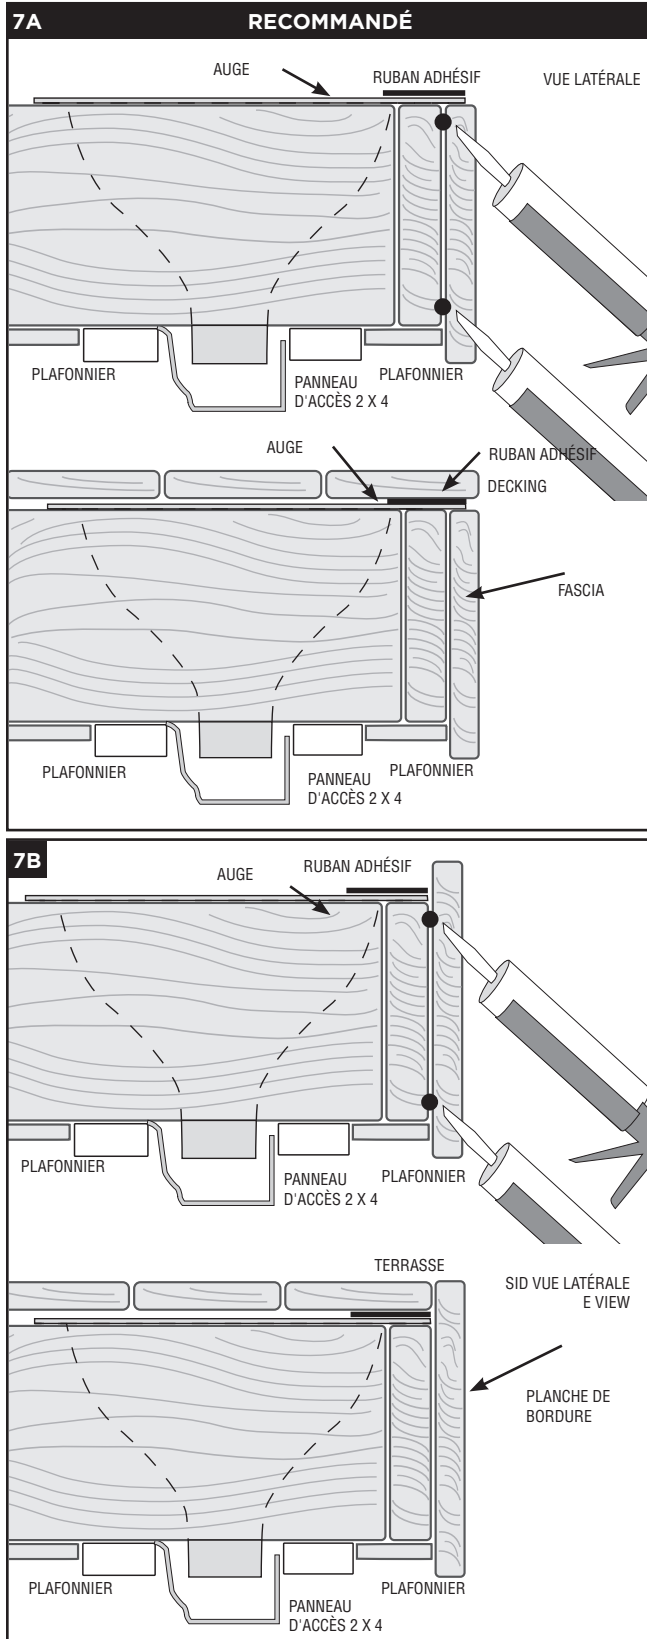 7A
RECOMMANDÉ
AUGE
RUBAN ADHÉSIF
VUE LATÉRALE
PLAFONNIER
PANNEAU
D'ACCÈS 2 X 4
PLAFONNIER
AUGE
RUBAN ADHÉSIF
DECKING
FASCIA
PLAFONNIER
PANNEAU
D'ACCÈS 2 X 4
PLAFONNIER
7B
AUGE
RUBAN ADHÉSIF
PLAFONNIER
PANNEAU
D'ACCÈS 2 X 4
PLAFONNIER
TERRASSE
SID VUE LATÉRALE
E VIEW
PLANCHE DE
BORDURE
PLAFONNIER
PANNEAU
D'ACCÈS 2 X 4
PLAFONNIER